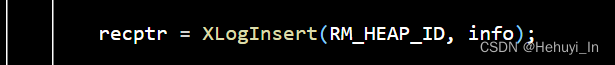 recptr = XLogInsert(RM_HEAP_ID, info);
CSDN @Hehuyi_In